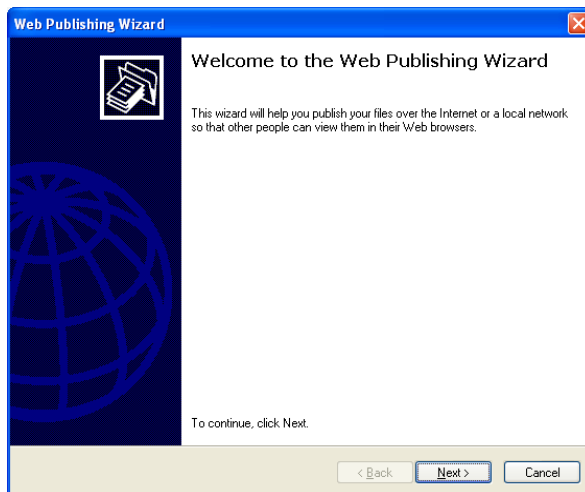 Web Publishing Wizard
Welcome to the Web Publishing Wizard
This wizard will help you publish your files over the Internet or a local network
so that other people can view them in their Web browsers.
To continue, click Next.
< Back Next > Cancel